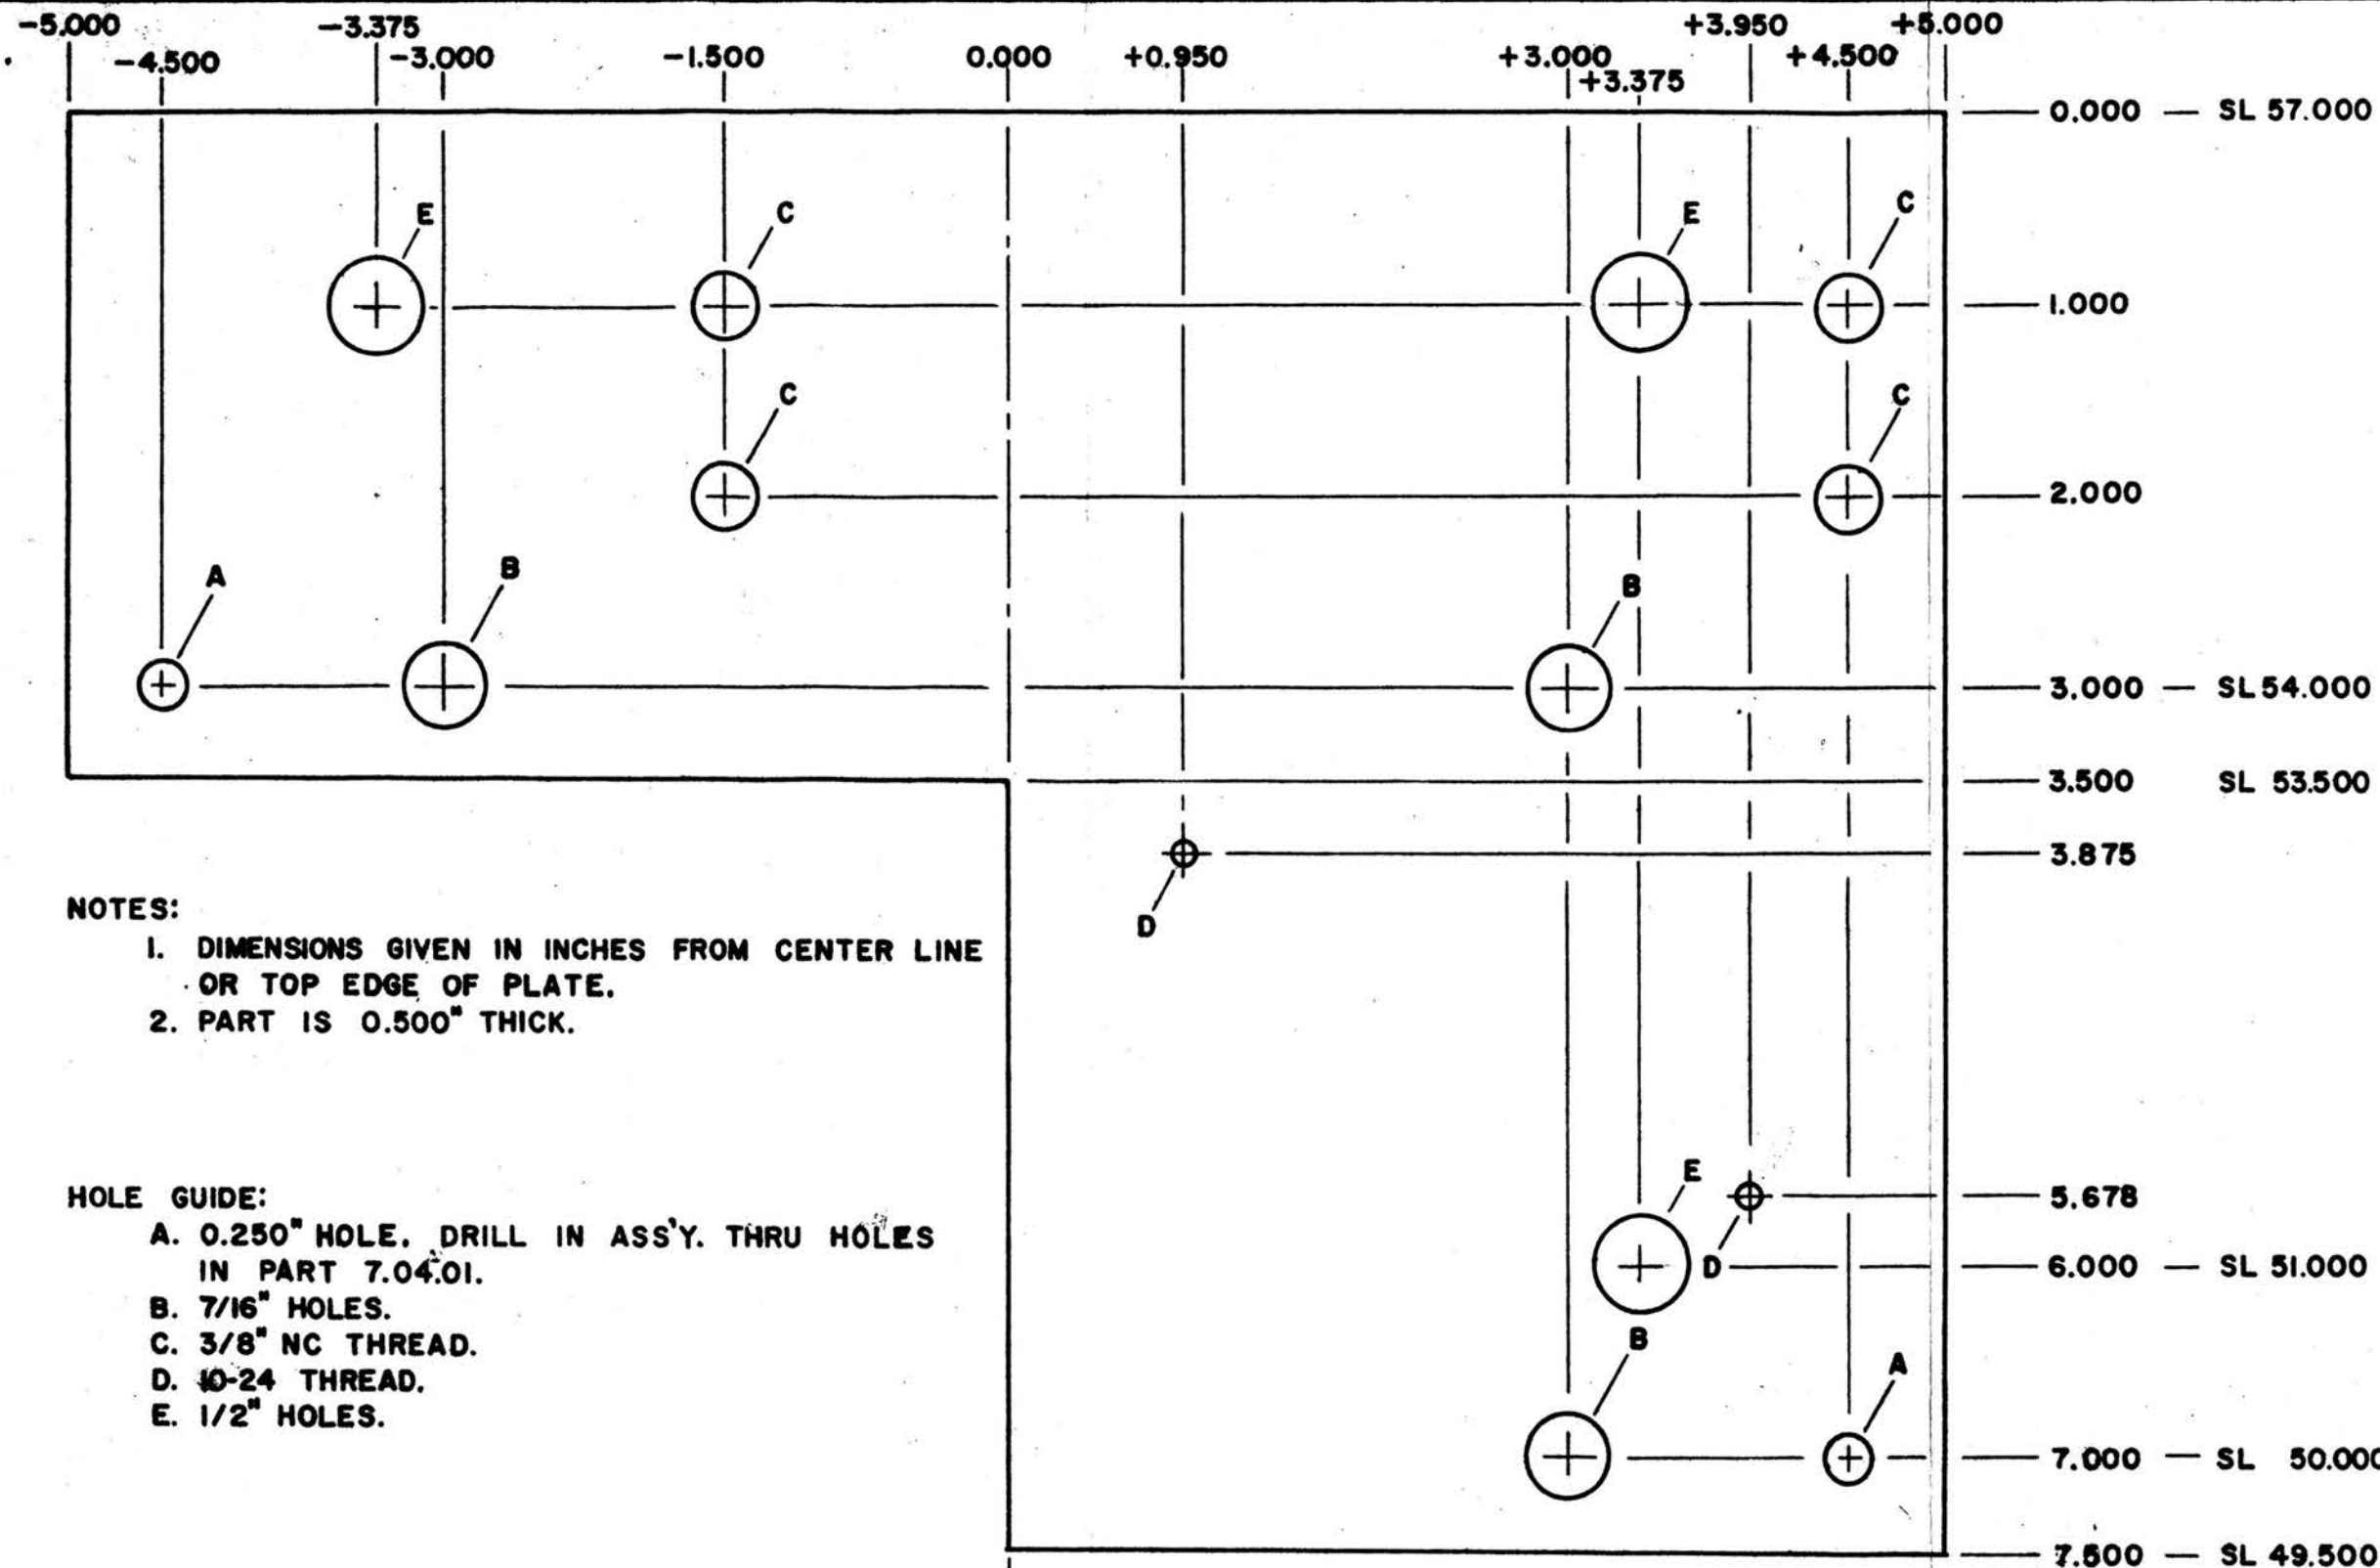 -5.000 -3.375 +3.950 +5.000
-4.500 -3.000 -1.500 0.000 +0.950 +3.000 +4.500
+3.375
0.000 — SL 57.000
E C E C
1.000
C C
2.000
A B B
3.000 — SL 54.000
3.500 SL 53.500
3.875
D
NOTES:
1. DIMENSIONS GIVEN IN INCHES FROM CENTER LINE
OR TOP EDGE OF PLATE.
2. PART IS 0.500" THICK.
E
5.678
HOLE GUIDE:
A. 0.250" HOLE. DRILL IN ASS'Y. THRU HOLES
IN PART 7.04.01.
D
6.000 — SL 51.000
B. 7/16" HOLES.
C. 3/8" NC THREAD.
D. 10-24 THREAD.
E. 1/2" HOLES.
B
A
7.000 — SL 50.000
7.500 — SL 49.500